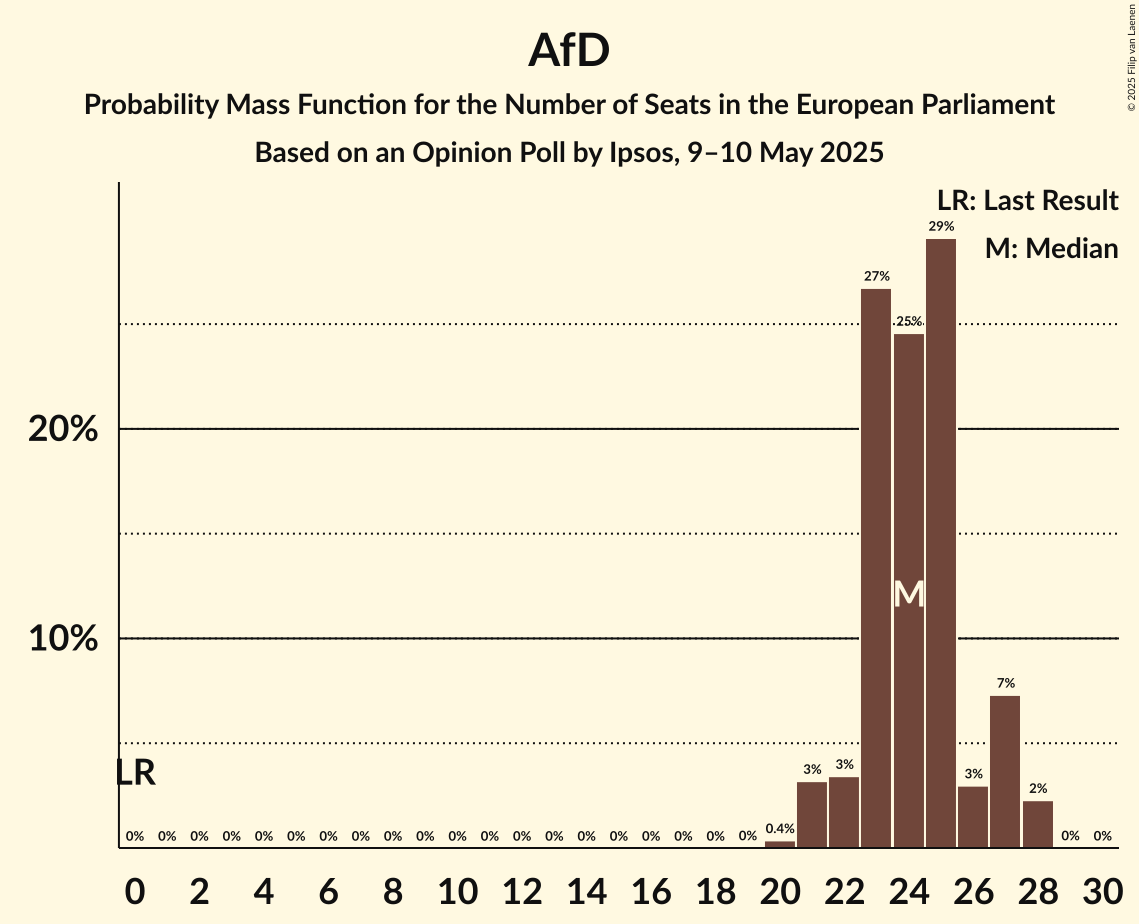 © 2025 Filip van Laenen
AfD
Probability Mass Function for the Number of Seats in the European Parliament
Based on an Opinion Poll by Ipsos, 9–10 May 2025
LR: Last Result
M: Median
29%
27%
25%
20%
M
10%
7%
LR
3% 3% 3% 2%
0% 0% 0% 0% 0% 0% 0% 0% 0% 0% 0% 0% 0% 0% 0% 0% 0% 0% 0% 0% 0.4% 0% 0%
0 2 4 6 8 10 12 14 16 18 20 22 24 26 28 30